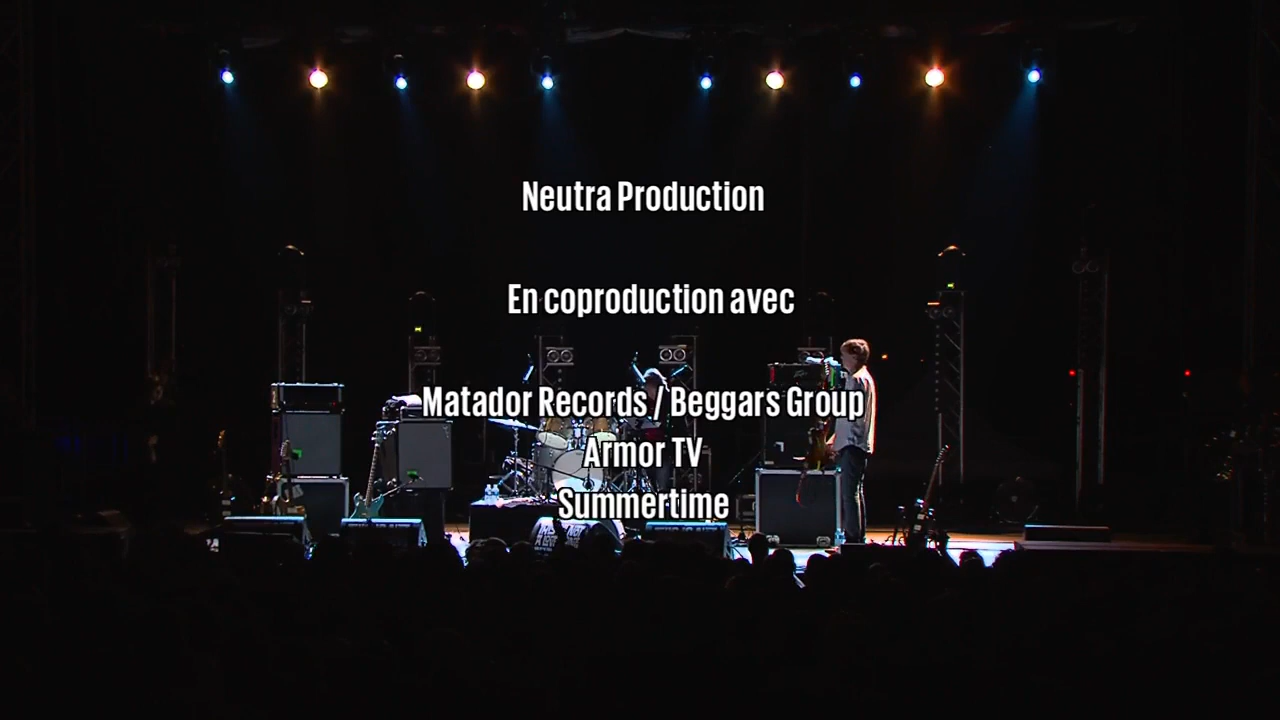 Neutra Production
En coproduction avec
Matador Records / Beggars Group
Armor TV
Summertime